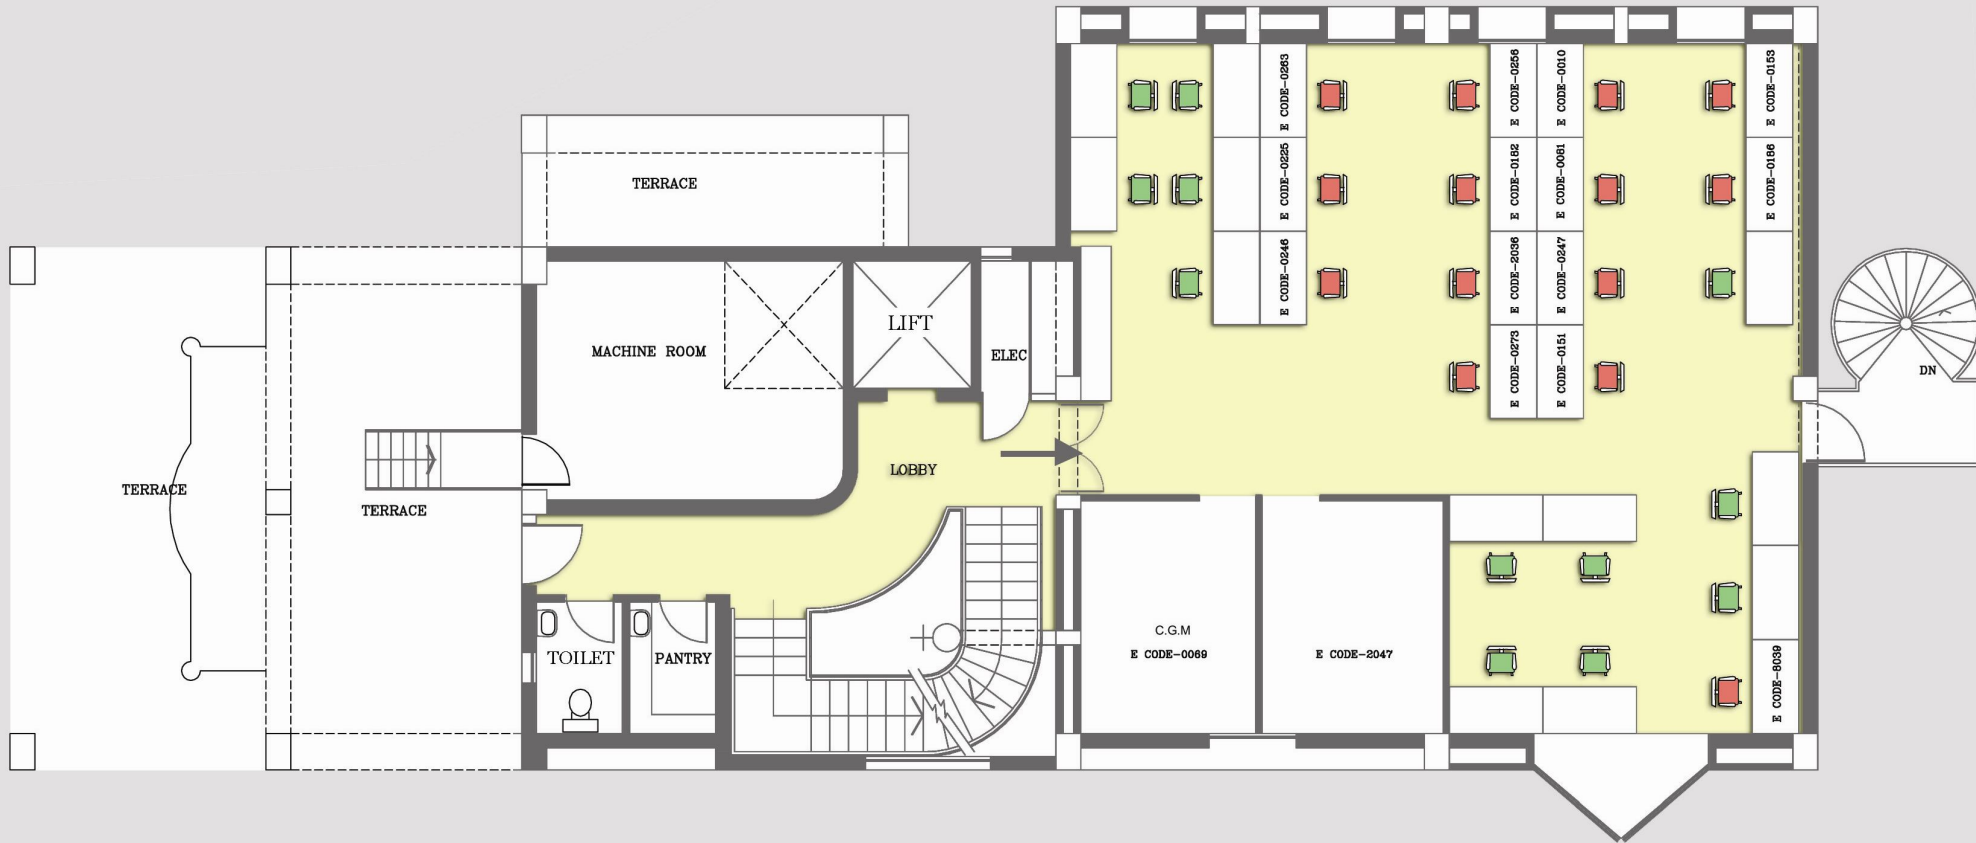 TERRACE
MACHINE ROOM
LIFT
ELEC
LOBBY
TERRACE
TERRACE
TOILET
PANTRY
E CODE-0263
E CODE-0225
E CODE-0246
E CODE-0256
E CODE-0182
E CODE-2036
E CODE-0273
E CODE-0010
E CODE-0081
E CODE-0247
E CODE-0151
E CODE-0153
E CODE-0186
DN
C.G.M
E CODE-0069
E CODE-2047
E CODE-8039